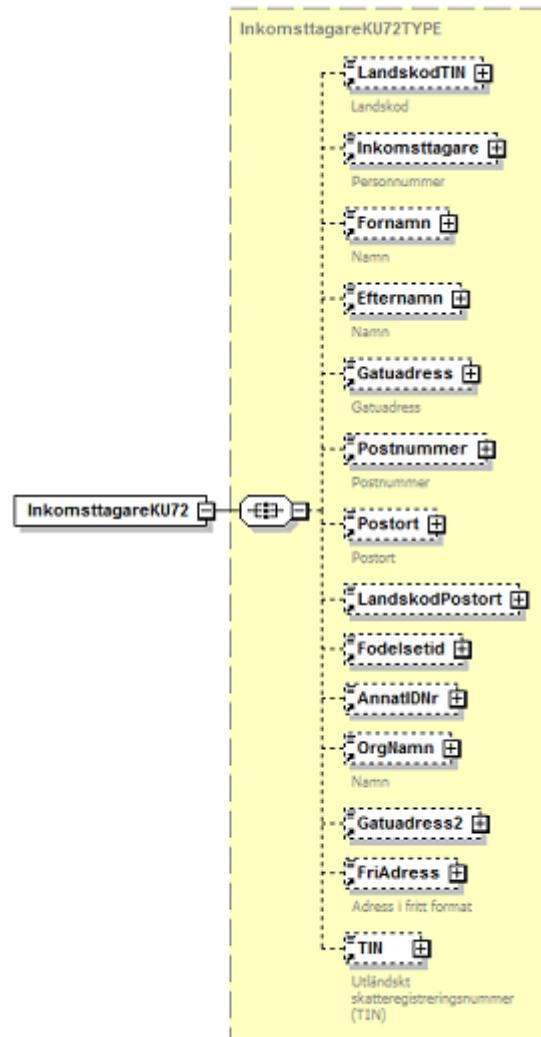 InkomsttagareKU72TYPE
LandskodTIN
Landskod
Inkomsttagare
Personnummer
Fornamn
Namn
Efternamn
Namn
Gatuadress
Gatuadress
Postnummer
Postnummer
InkomsttagareKU72
Postort
Postort
LandskodPostort
Fodelsetid
AnnatIDNr
OrgNamn
Namn
Gatuadress2
FriAdress
Adress i fritt format
TIN
Utländskt
skatteregistreringsnummer
(TIN)